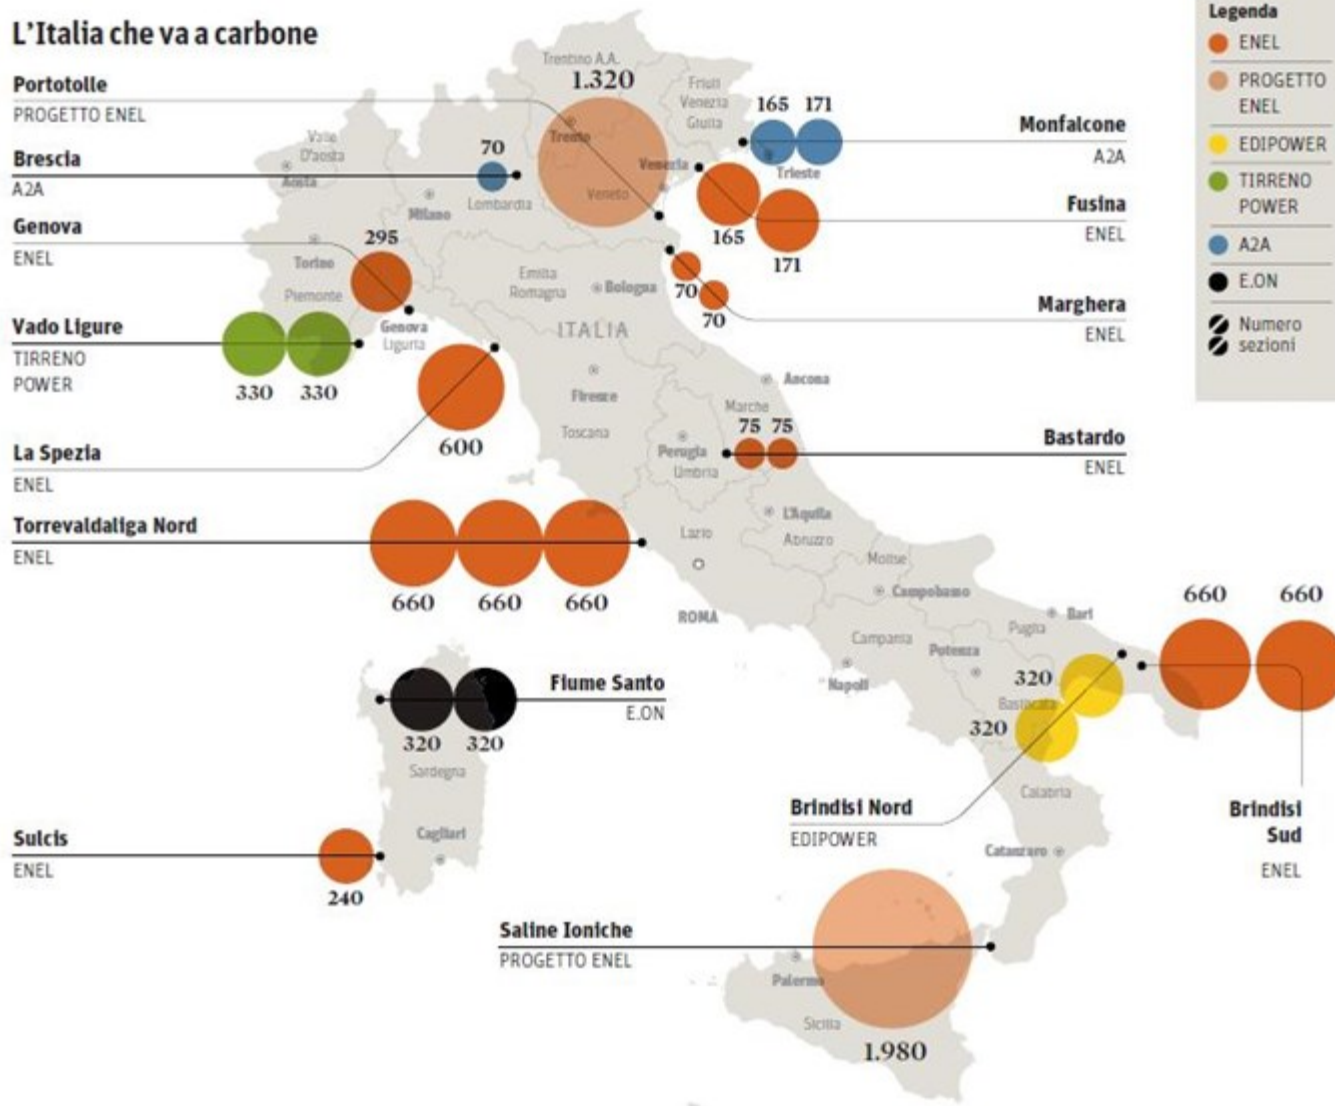 L'Italia che va a carbone
Portotolle
PROGETTO ENEL
Brescia
A2A
Genova
ENEL
Vado Ligure
TIRRENO
POWER
330 330
La Spezia
ENEL
600
295
70
Torrevaldaliga Nord
ENEL
660 660 660
Trentino A.A.
1.320
Trento
Friuli
Venezia
Giulia
Valle
D'aosta
Aosta
Milano
Lombardia
Venezia
Veneto
Torino
Piemonte
Genova
Liguria
Emilia
Romagna
Bologna
ITALIA
Firenze
Toscana
Ancona
Marche
Perugia
Umbria
L'Aquila
Abruzzo
Lazio
ROMA
Molise
Campobasso
Campania
Napoli
Potenza
Basilicata
Puglia
Bari
Calabria
Catanzaro
Sardegna
Cagliari
Palermo
Sicilia
165 171
Monfalcone
A2A
Trieste
Fusina
ENEL
165
171
Marghera
ENEL
70
70
75 75
Bastardo
ENEL
Fiume Santo
E.ON
320 320
Sulcis
ENEL
240
320
320
Brindisi Nord
EDIPOWER
660 660
Brindisi
Sud
ENEL
Saline Ioniche
PROGETTO ENEL
1.980
Legenda
ENEL
PROGETTO
ENEL
EDIPOWER
TIRRENO
POWER
A2A
E.ON
Numero
sezioni